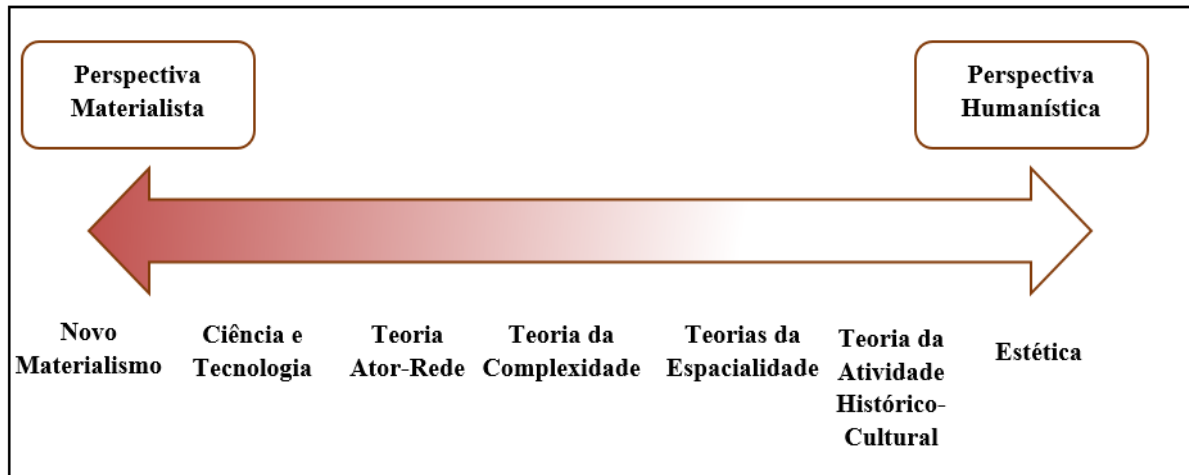 Perspectiva
Materialista
Perspectiva
Humanística
Novo
Materialismo
Ciência e
Tecnologia
Teoria
Ator-Rede
Teoria da
Complexidade
Teorias da
Espacialidade
Teoria da
Atividade
Histórico-
Cultural
Estética